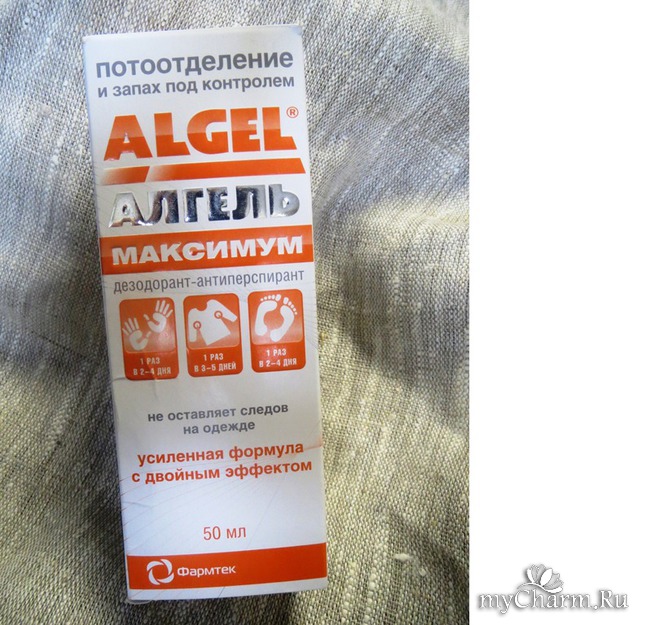 потоотделение
и запах под контролем
ALGEL®
АЛГЕЛЬ
МАКСИМУМ
дезодорант-антиперспирант
1 РАЗ
В 2–4 ДНЯ
1 РАЗ
В 3–5 ДНЕЙ
1 РАЗ
В 2–4 ДНЯ
не оставляет следов
на одежде
усиленная формула
с двойным эффектом
50 мл
Фармтек
myCharm.Ru